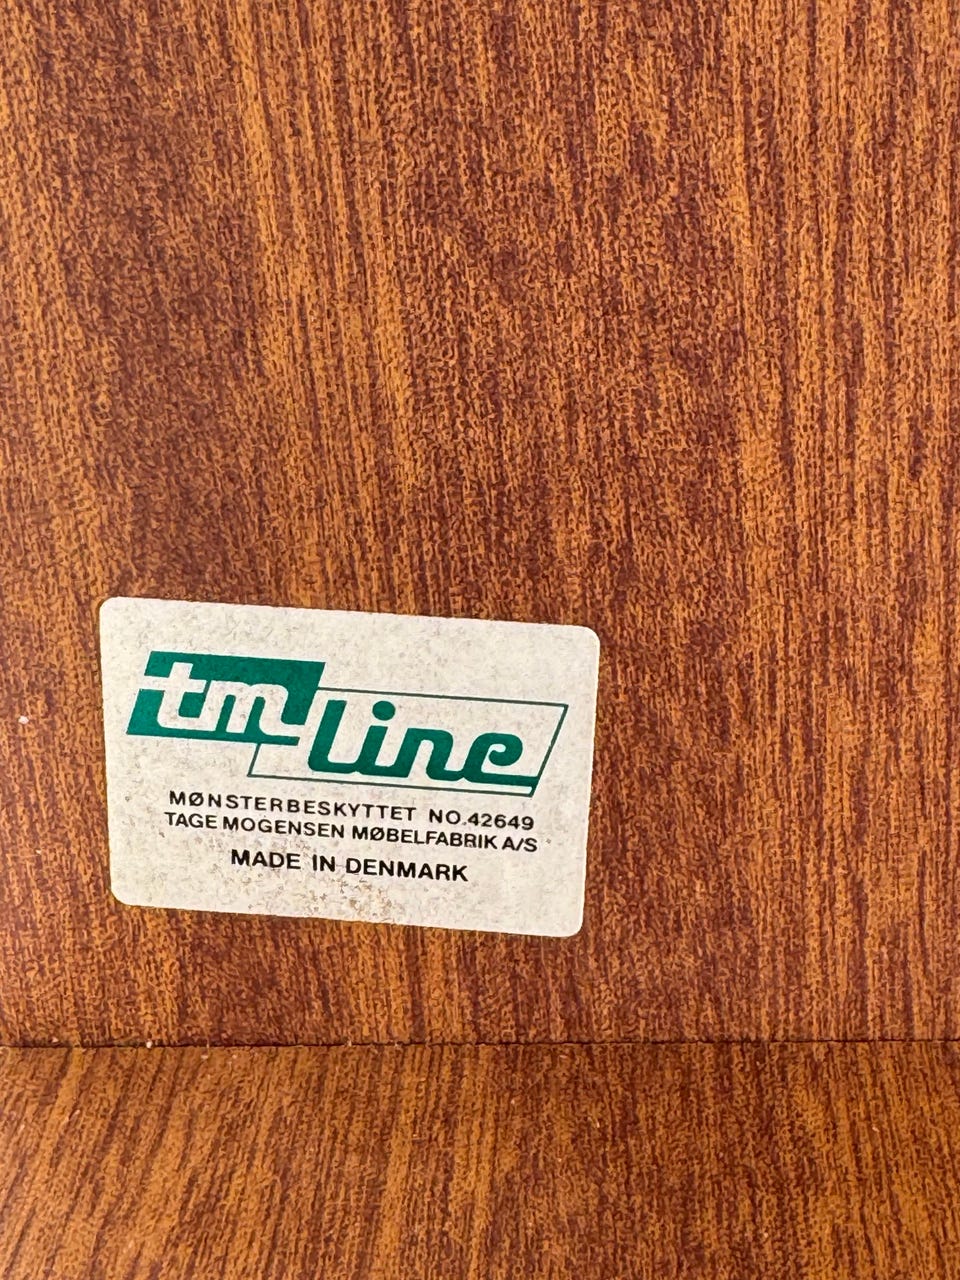 tm line
MØNSTERBESKYTTET NO.42649
TAGE MOGENSEN MØBELFABRIK A/S
MADE IN DENMARK